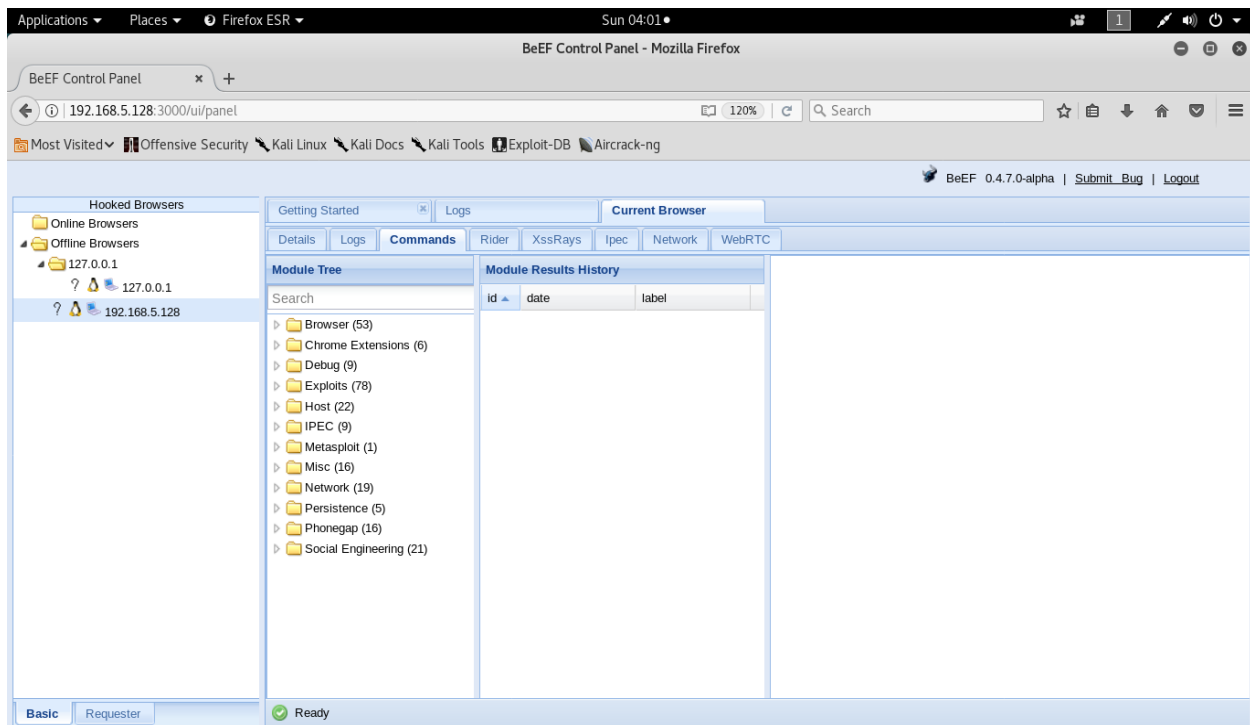 Applications Places Firefox ESR Sun 04:01 1
BeEF Control Panel - Mozilla Firefox
BeEF Control Panel
192.168.5.128:3000/ui/panel 120% Search
Most Visited Offensive Security Kali Linux Kali Docs Kali Tools Exploit-DB Aircrack-ng
BeEF 0.4.7.0-alpha | Submit Bug | Logout
Hooked Browsers
Online Browsers
Offline Browsers
127.0.0.1
? 127.0.0.1
? 192.168.5.128
Getting Started Logs Current Browser
Details Logs Commands Rider XssRays Ipec Network WebRTC
Module Tree
Search
Browser (53)
Chrome Extensions (6)
Debug (9)
Exploits (78)
Host (22)
IPEC (9)
Metasploit (1)
Misc (16)
Network (19)
Persistence (5)
Phonegap (16)
Social Engineering (21)
Module Results History
id date label
Basic Requester
Ready